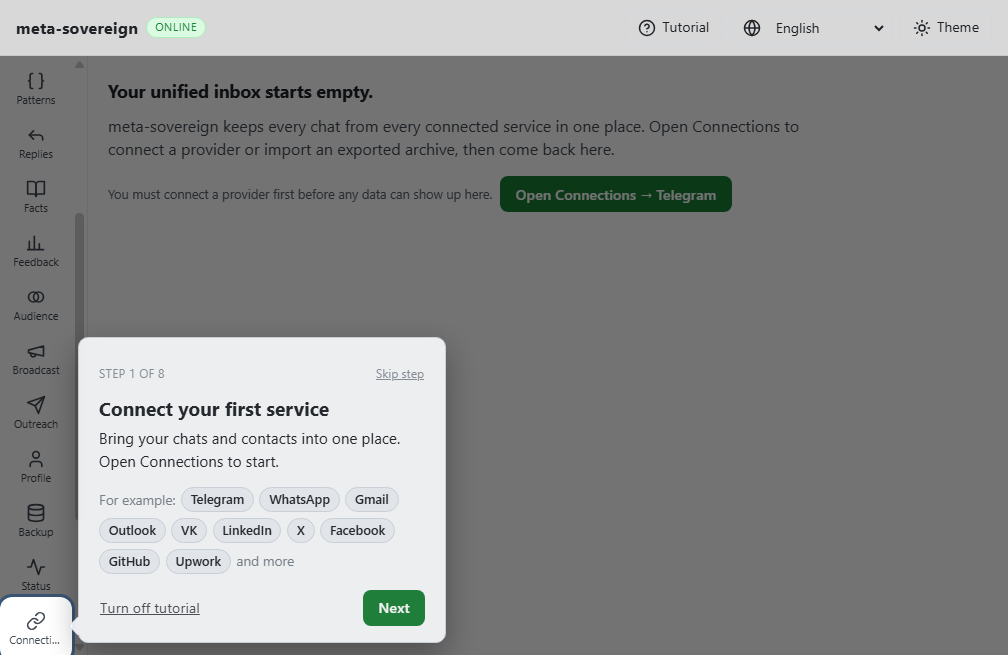 meta-sovereign ONLINE Tutorial English Theme
Patterns
Replies
Facts
Feedback
Audience
Broadcast
Outreach
Profile
Backup
Status
Connecti...
Your unified inbox starts empty.
meta-sovereign keeps every chat from every connected service in one place. Open Connections to
connect a provider or import an exported archive, then come back here.
You must connect a provider first before any data can show up here. Open Connections → Telegram
STEP 1 OF 8 Skip step
Connect your first service
Bring your chats and contacts into one place.
Open Connections to start.
For example: Telegram WhatsApp Gmail
Outlook VK LinkedIn X Facebook
GitHub Upwork and more
Turn off tutorial Next